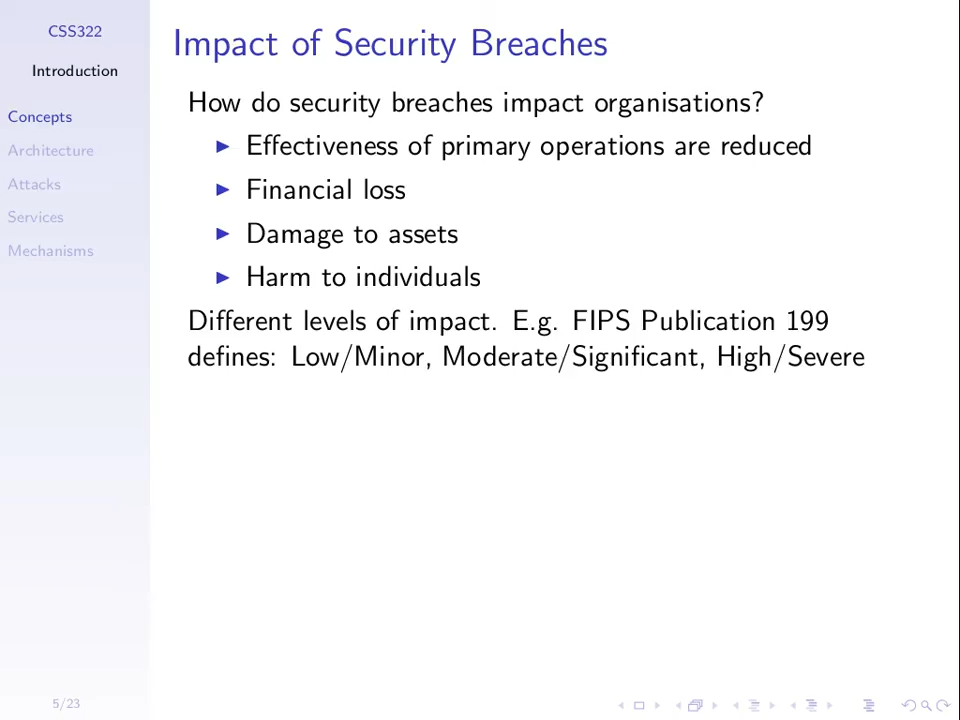 CSS322
Introduction
Concepts
Architecture
Attacks
Services
Mechanisms
Impact of Security Breaches
How do security breaches impact organisations?
Effectiveness of primary operations are reduced
Financial loss
Damage to assets
Harm to individuals
Different levels of impact. E.g. FIPS Publication 199
defines: Low/Minor, Moderate/Significant, High/Severe
5/23